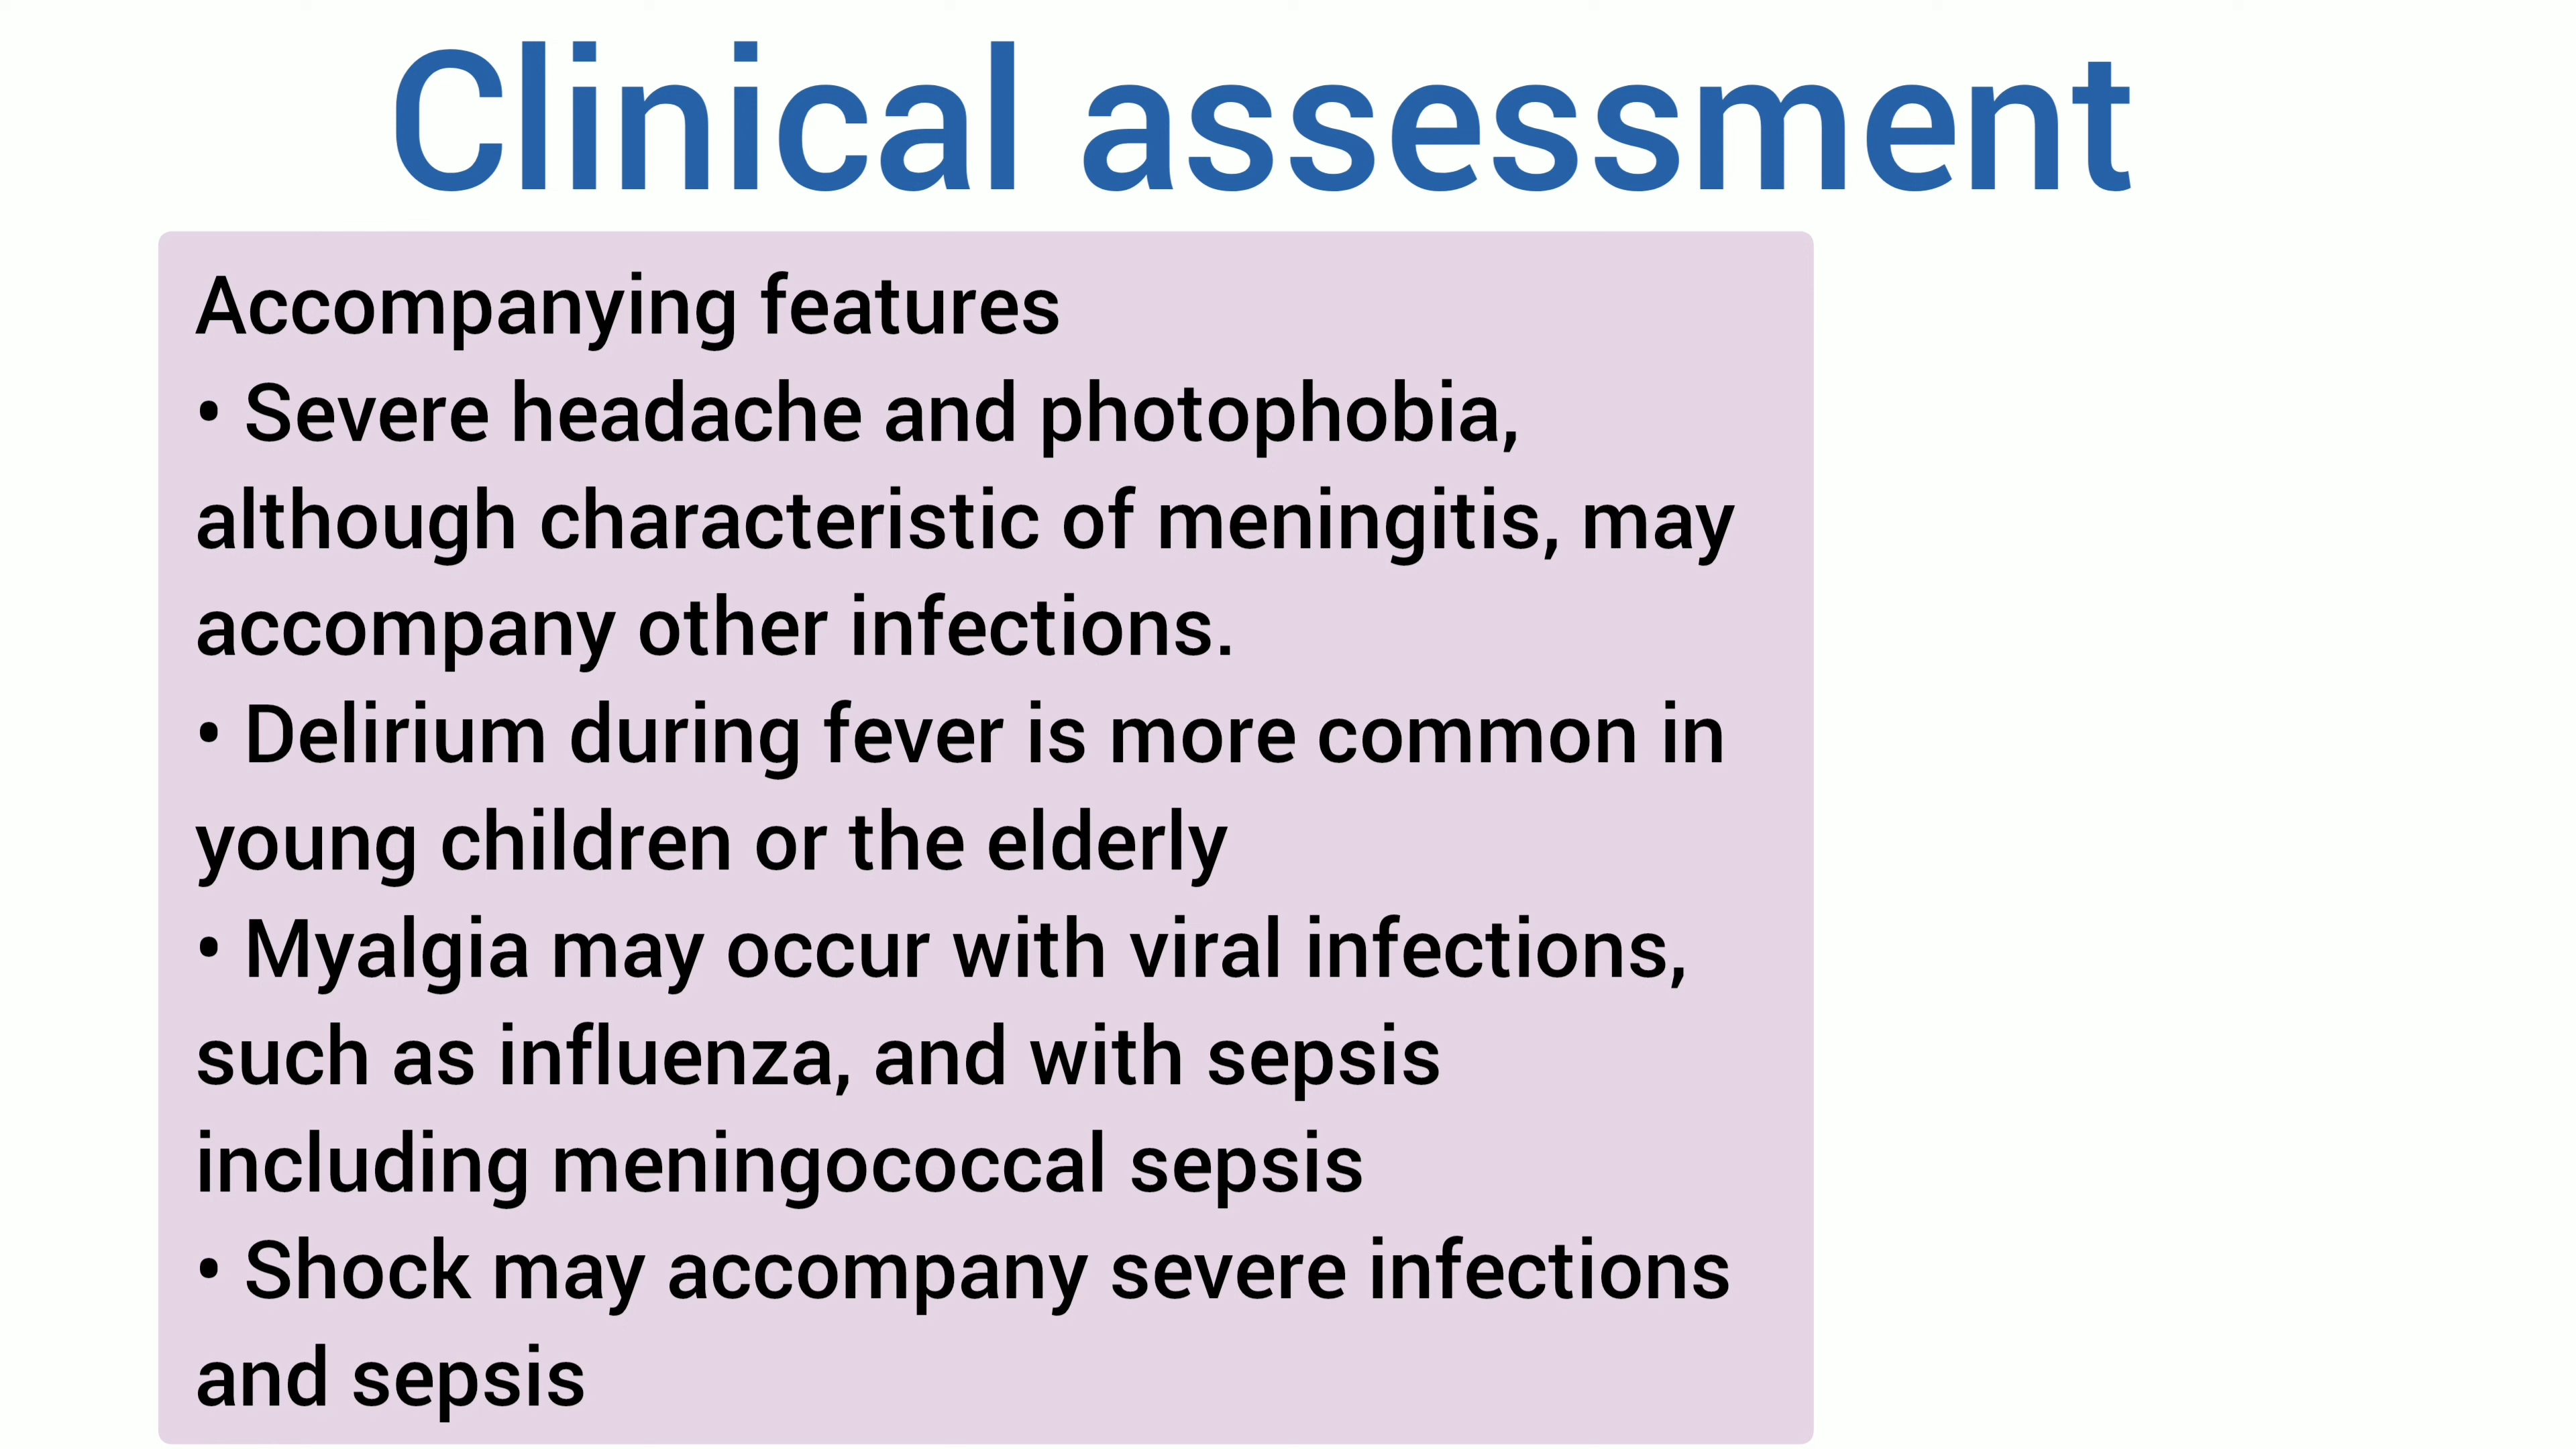 Clinical assessment
Accompanying features
• Severe headache and photophobia,
although characteristic of meningitis, may
accompany other infections.
• Delirium during fever is more common in
young children or the elderly
• Myalgia may occur with viral infections,
such as influenza, and with sepsis
including meningococcal sepsis
• Shock may accompany severe infections
and sepsis